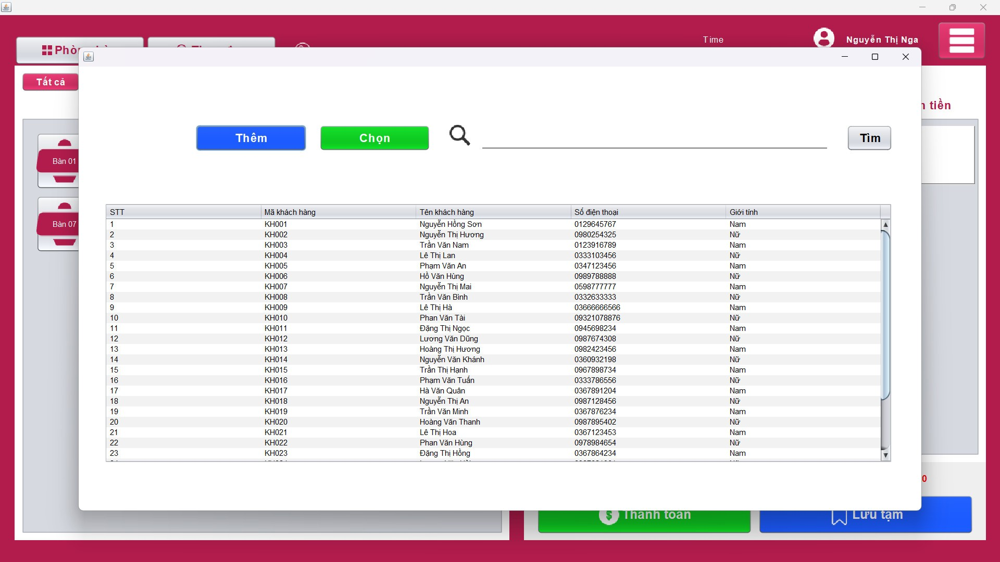 Time
Nguyễn Thị Nga
Tất cả
tiền
Bàn 01
Bàn 07
Thêm
Chọn
Tìm
STT Mã khách hàng Tên khách hàng Số điện thoại Giới tính
1 KH001 Nguyễn Hồng Sơn 0129645767 Nam
2 KH002 Nguyễn Thị Hương 0980254325 Nữ
3 KH003 Trần Văn Nam 0123916789 Nam
4 KH004 Lê Thị Lan 0333103456 Nữ
5 KH005 Phạm Văn An 0347123456 Nam
6 KH006 Hồ Văn Hùng 0989788888 Nữ
7 KH007 Nguyễn Thị Mai 0598777777 Nam
8 KH008 Trần Văn Bình 0332633333 Nữ
9 KH009 Lê Thị Hà 03666666566 Nam
10 KH010 Phan Văn Tài 09321078876 Nữ
11 KH011 Đặng Thị Ngọc 0945698234 Nam
12 KH012 Lương Văn Dũng 0987674308 Nữ
13 KH013 Hoàng Thị Hương 0982423456 Nam
14 KH014 Nguyễn Văn Khánh 0360932198 Nữ
15 KH015 Trần Thị Hạnh 0967898734 Nam
16 KH016 Phạm Văn Tuấn 0333786556 Nữ
17 KH017 Hà Văn Quân 0367891204 Nam
18 KH018 Nguyễn Thị An 0987128456 Nữ
19 KH019 Trần Văn Minh 0367876234 Nam
20 KH020 Hoàng Văn Thanh 0987895402 Nữ
21 KH021 Lê Thị Hoa 0367123453 Nam
22 KH022 Phan Văn Hùng 0978984654 Nữ
23 KH023 Đặng Thị Hồng 0367864234 Nam
0
Thanh toán
Lưu tạm